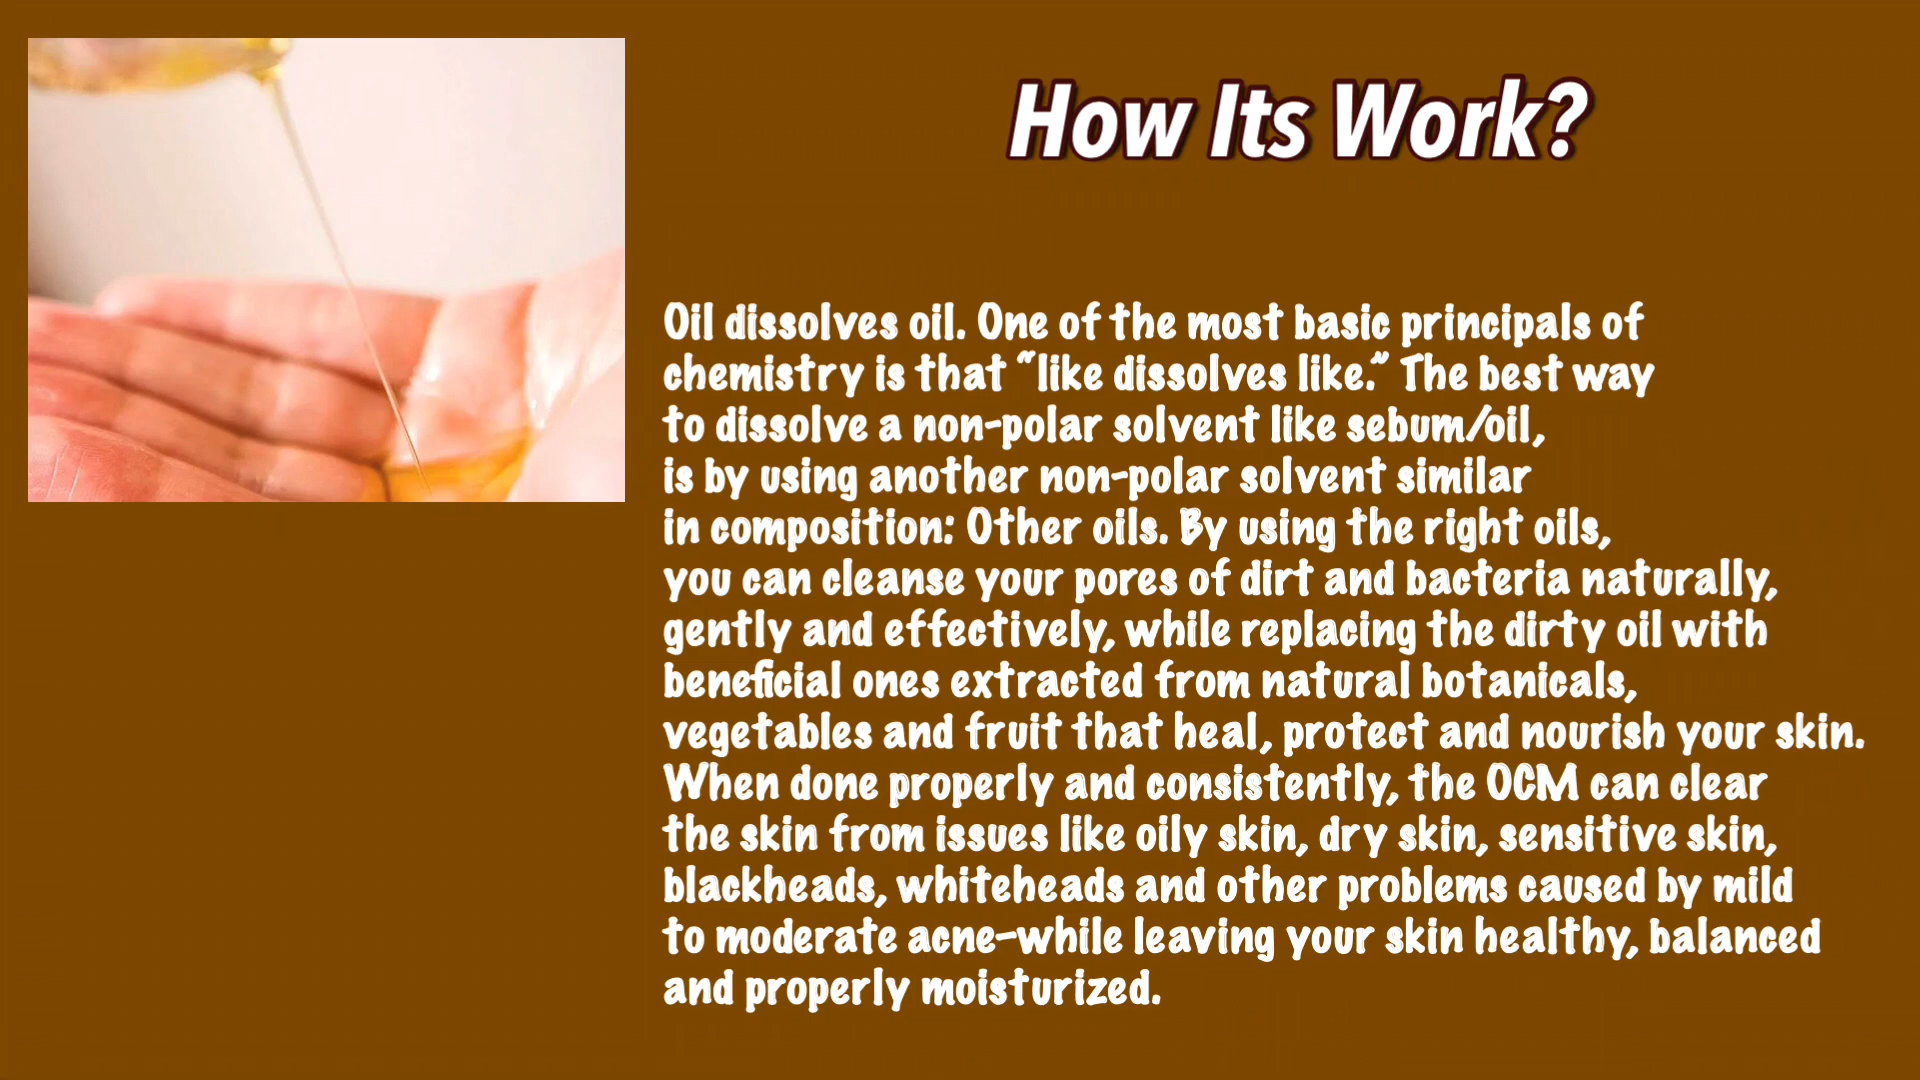 How Its Work?
Oil dissolves oil. One of the most basic principals of
chemistry is that “like dissolves like.” The best way
to dissolve a non-polar solvent like sebum/oil,
is by using another non-polar solvent similar
in composition: Other oils. By using the right oils,
you can cleanse your pores of dirt and bacteria naturally,
gently and effectively, while replacing the dirty oil with
beneficial ones extracted from natural botanicals,
vegetables and fruit that heal, protect and nourish your skin.
When done properly and consistently, the OCM can clear
the skin from issues like oily skin, dry skin, sensitive skin,
blackheads, whiteheads and other problems caused by mild
to moderate acne—while leaving your skin healthy, balanced
and properly moisturized.